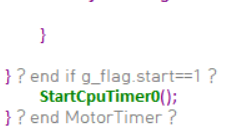 }
} ? end if g_flag.start==1 ?
StartCpuTimer0();
} ? end MotorTimer ?